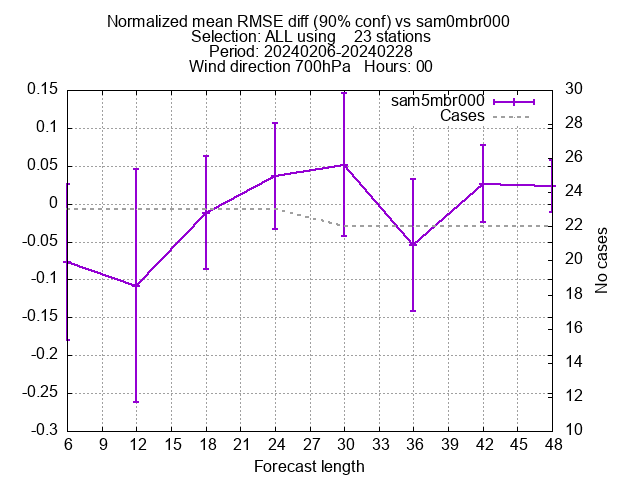 Normalized mean RMSE diff (90% conf) vs sam0mbr000
Selection: ALL using    23 stations
Period: 20240206-20240228
Wind direction 700hPa   Hours: 00
sam5mbr000
Cases
0.15
0.1
0.05
0
-0.05
-0.1
-0.15
-0.2
-0.25
-0.3
30
28
26
24
22
20
18
16
14
12
10
No cases
6 9 12 15 18 21 24 27 30 33 36 39 42 45 48
Forecast length